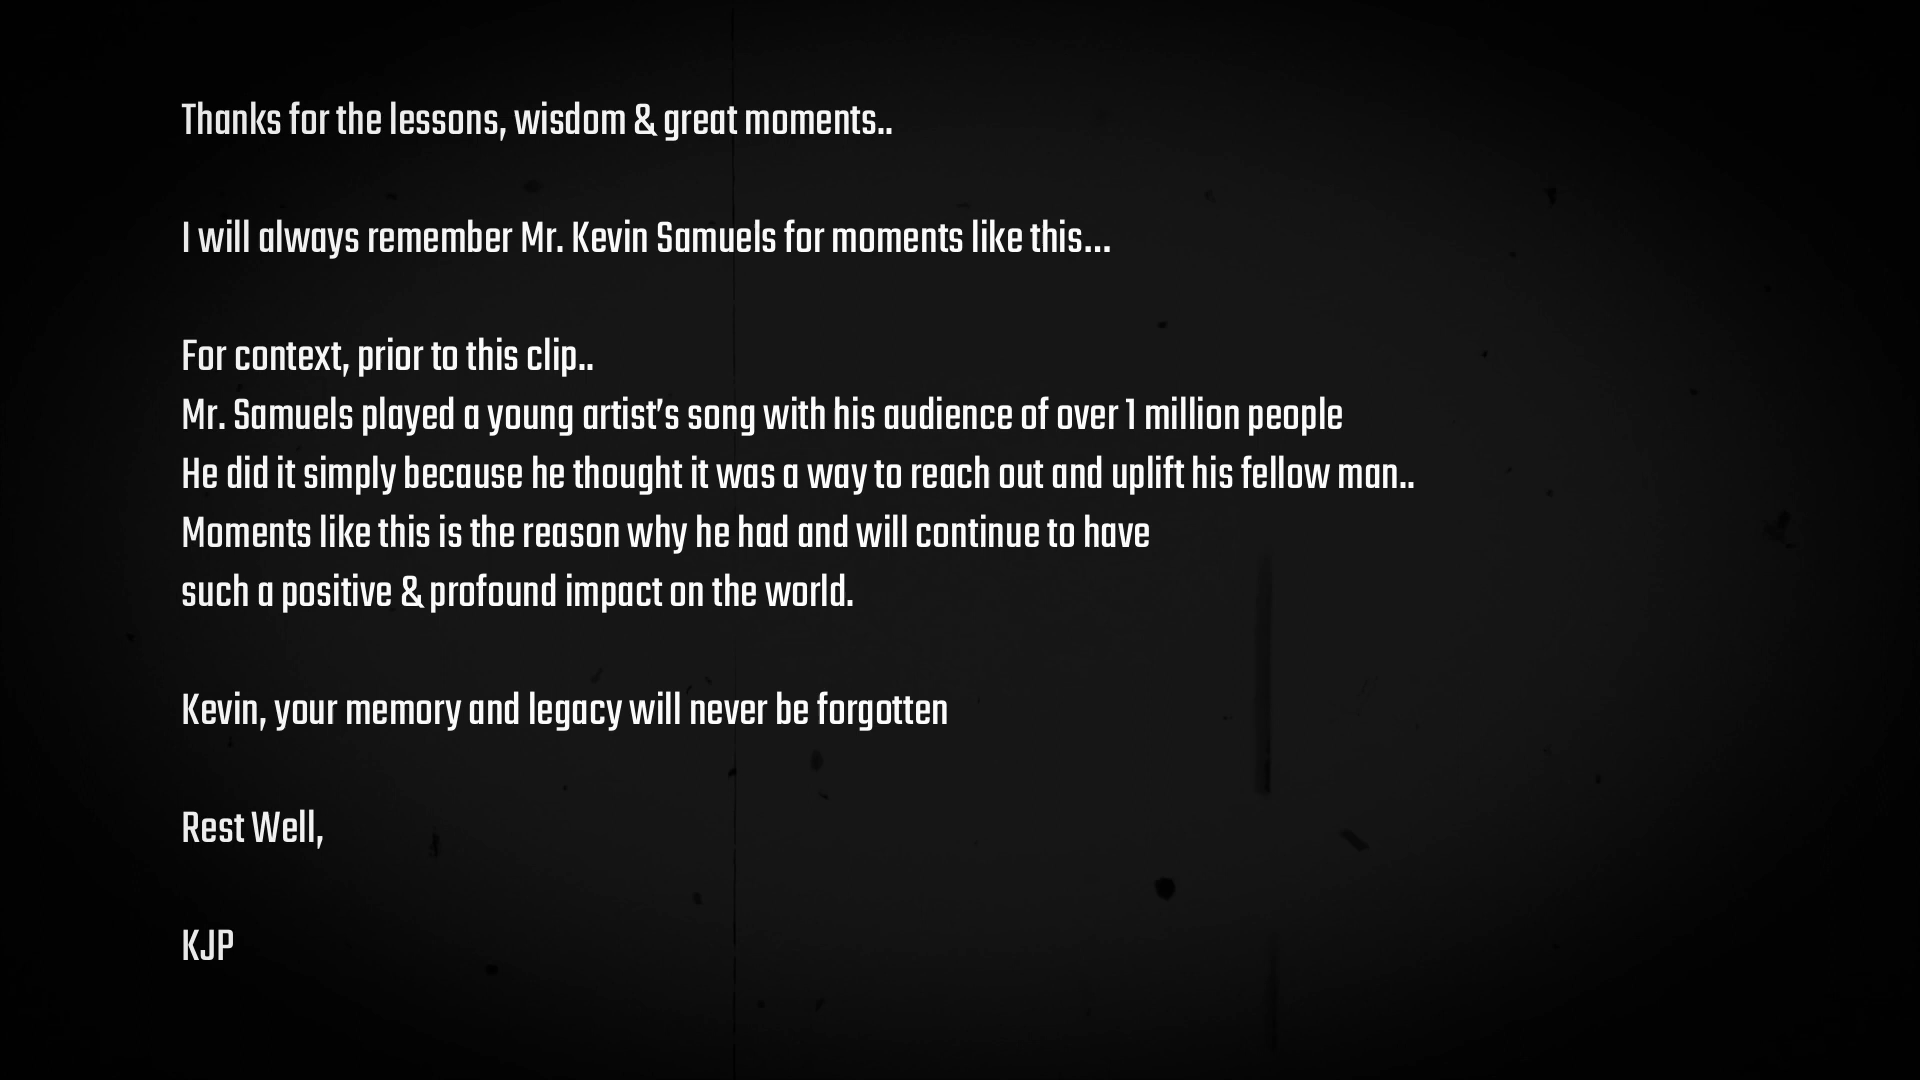 Thanks for the lessons, wisdom & great moments..
I will always remember Mr. Kevin Samuels for moments like this...
For context, prior to this clip..
Mr. Samuels played a young artist's song with his audience of over 1 million people
He did it simply because he thought it was a way to reach out and uplift his fellow man..
Moments like this is the reason why he had and will continue to have
such a positive & profound impact on the world.
Kevin, your memory and legacy will never be forgotten
Rest Well,
KJP